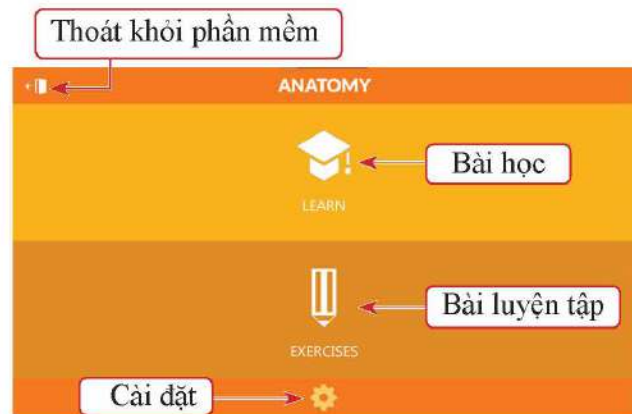 Thoát khỏi phần mềm
ANATOMY
Bài học
LEARN
Bài luyện tập
EXERCISES
Cài đặt